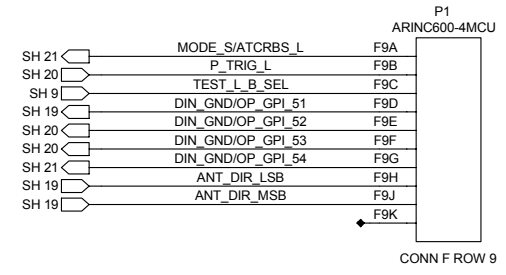 P1
ARINC600-4MCU
SH 21 MODE_S/ATCRBS_L F9A
SH 20 P_TRIG_L F9B
SH 9 TEST_L_B_SEL F9C
SH 19 DIN_GND/OP_GPI_51 F9D
SH 20 DIN_GND/OP_GPI_52 F9E
SH 20 DIN_GND/OP_GPI_53 F9F
SH 21 DIN_GND/OP_GPI_54 F9G
SH 19 ANT_DIR_LSB F9H
SH 19 ANT_DIR_MSB F9J
F9K
CONN F ROW 9